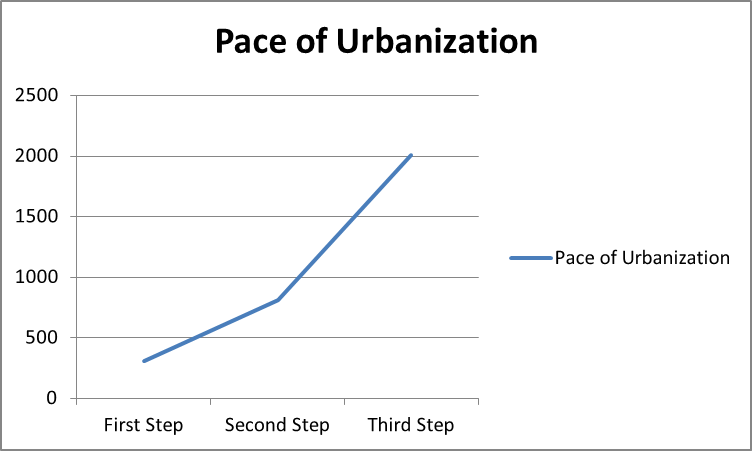 Pace of Urbanization
2500
2000
1500
1000
500
0
First Step Second Step Third Step
Pace of Urbanization